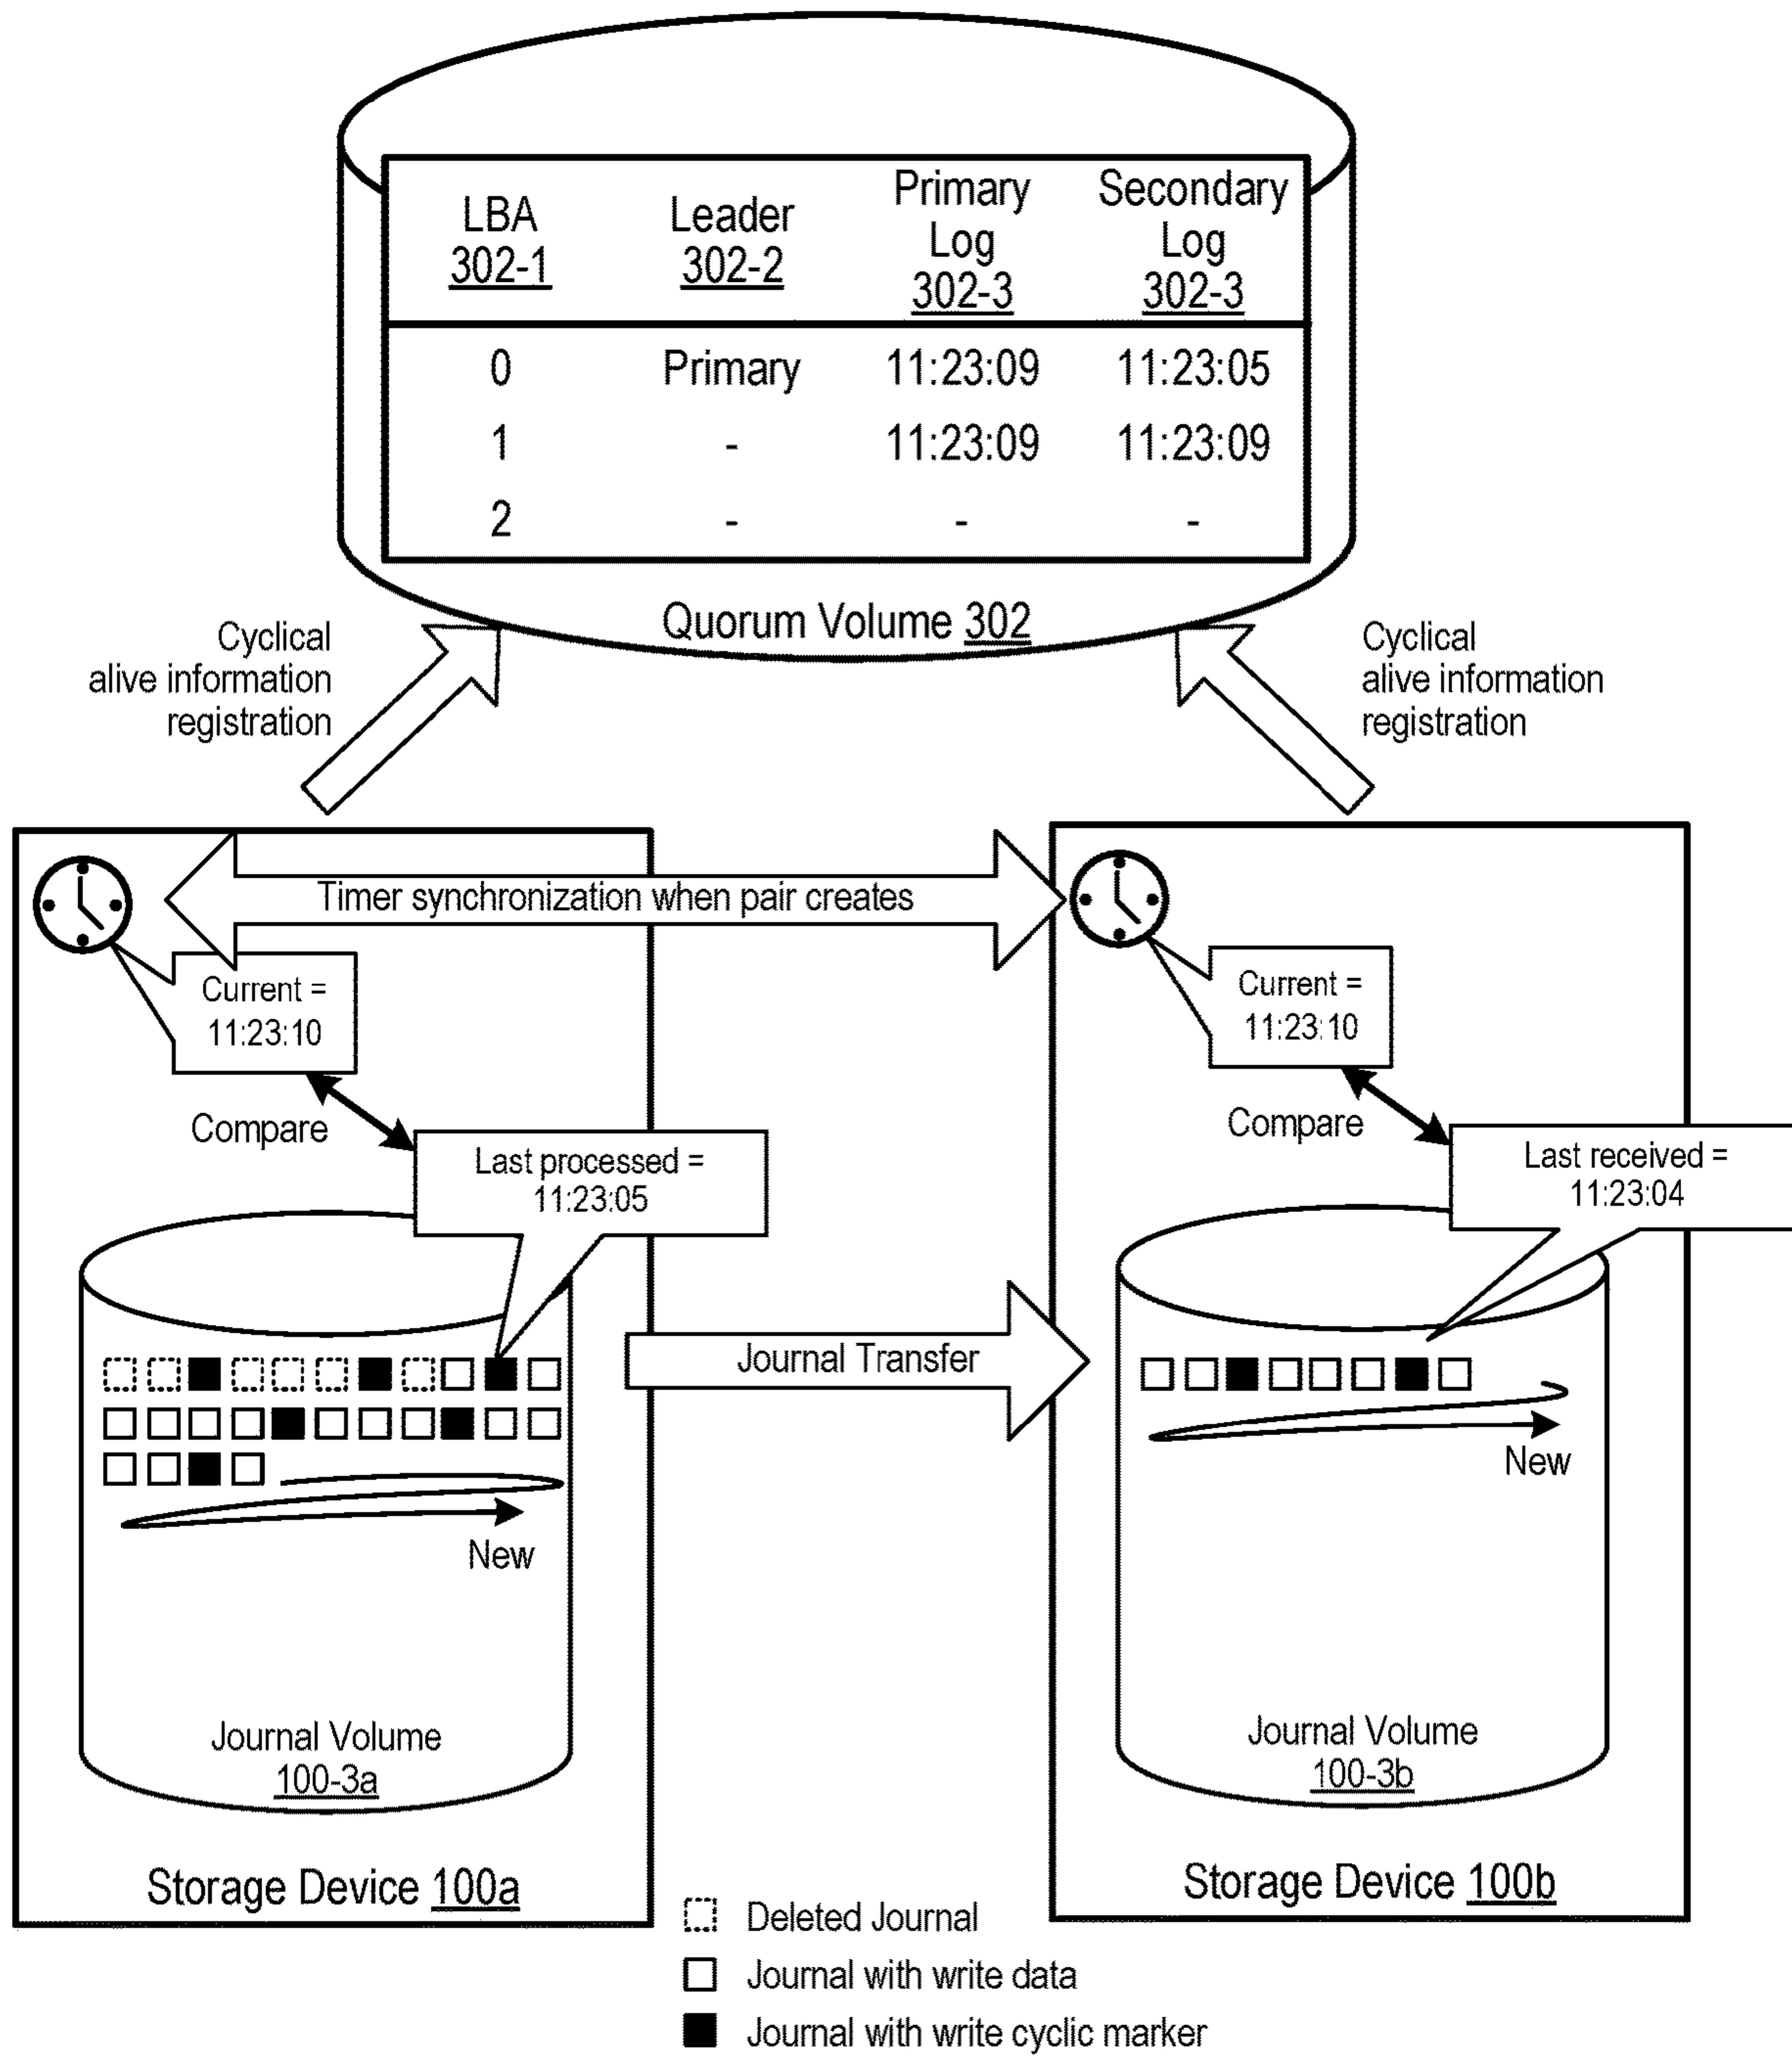 LBA
302-1
Leader
302-2
Primary
Log
302-3
Secondary
Log
302-3
0 Primary 11:23:09 11:23:05
1 - 11:23:09 11:23:09
2 - - -
Quorum Volume 302
Cyclical
alive information
registration
Cyclical
alive information
registration
Timer synchronization when pair creates
Current =
11:23:10
Compare
Last processed =
11:23:05
Current =
11:23:10
Compare
Last received =
11:23:04
Journal Transfer
New
New
Journal Volume
100-3a
Journal Volume
100-3b
Storage Device 100a
Storage Device 100b
Deleted Journal
Journal with write data
Journal with write cyclic marker